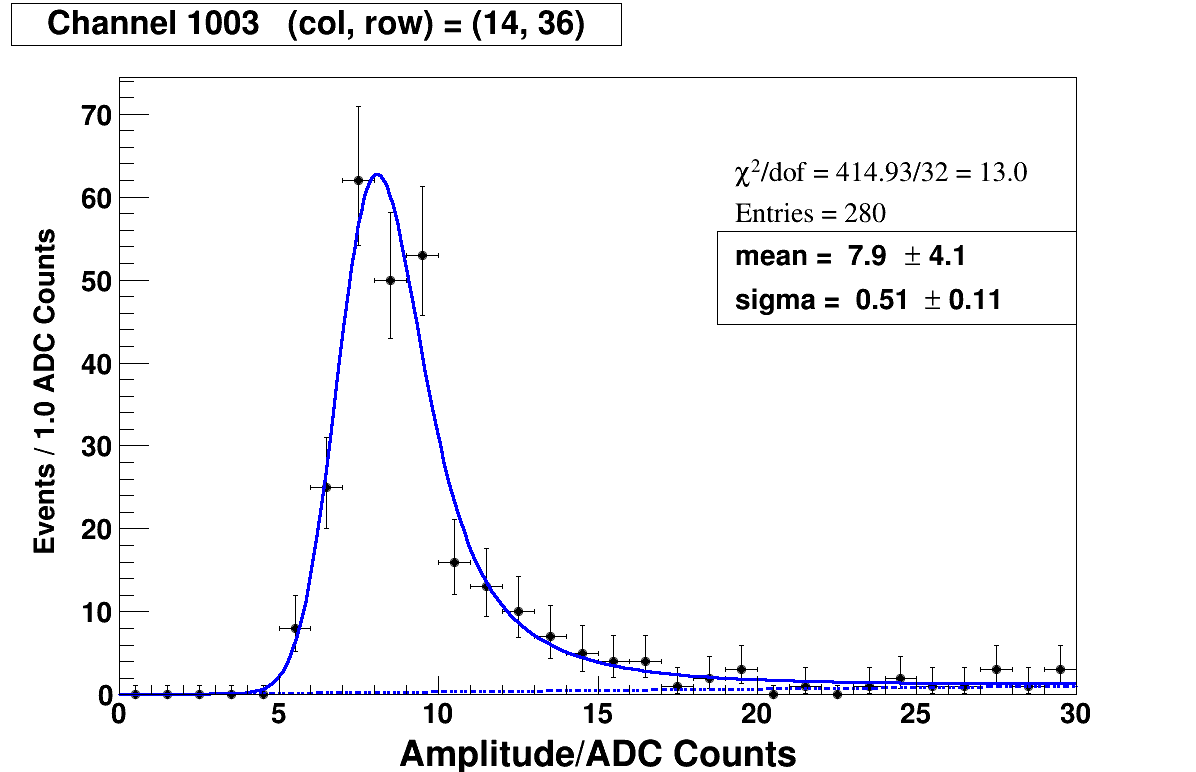 Channel 1003 (col, row) = (14, 36)
Events / 1.0 ADC Counts
70
60
50
40
30
20
10
0
χ²/dof = 414.93/32 = 13.0
Entries = 280
mean = 7.9 ± 4.1
sigma = 0.51 ± 0.11
0 5 10 15 20 25 30
Amplitude/ADC Counts